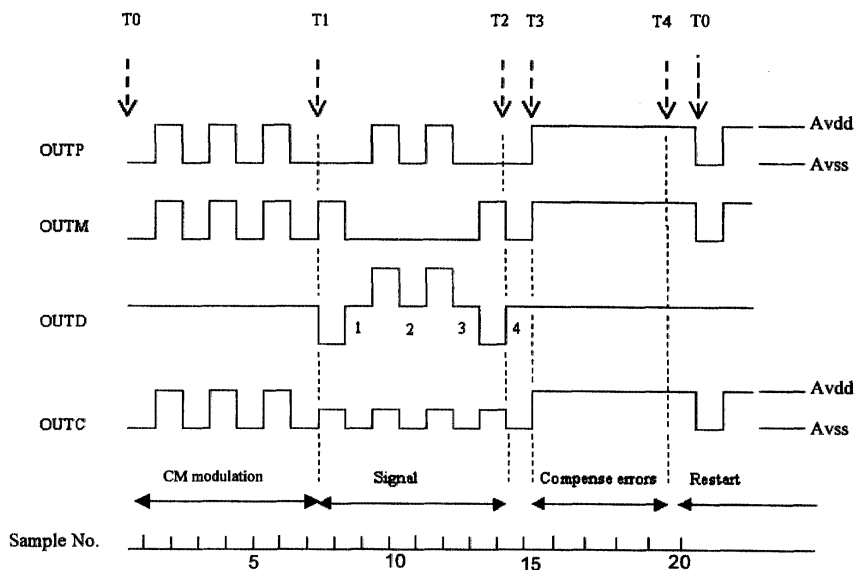 T0 T1 T2 T3 T4 T0
Avdd
OUTP
Avss
OUTM
OUTD
1 2 3 4
Avdd
OUTC
Avss
CM modulation Signal Compense errors Restart
Sample No.
5 10 15 20